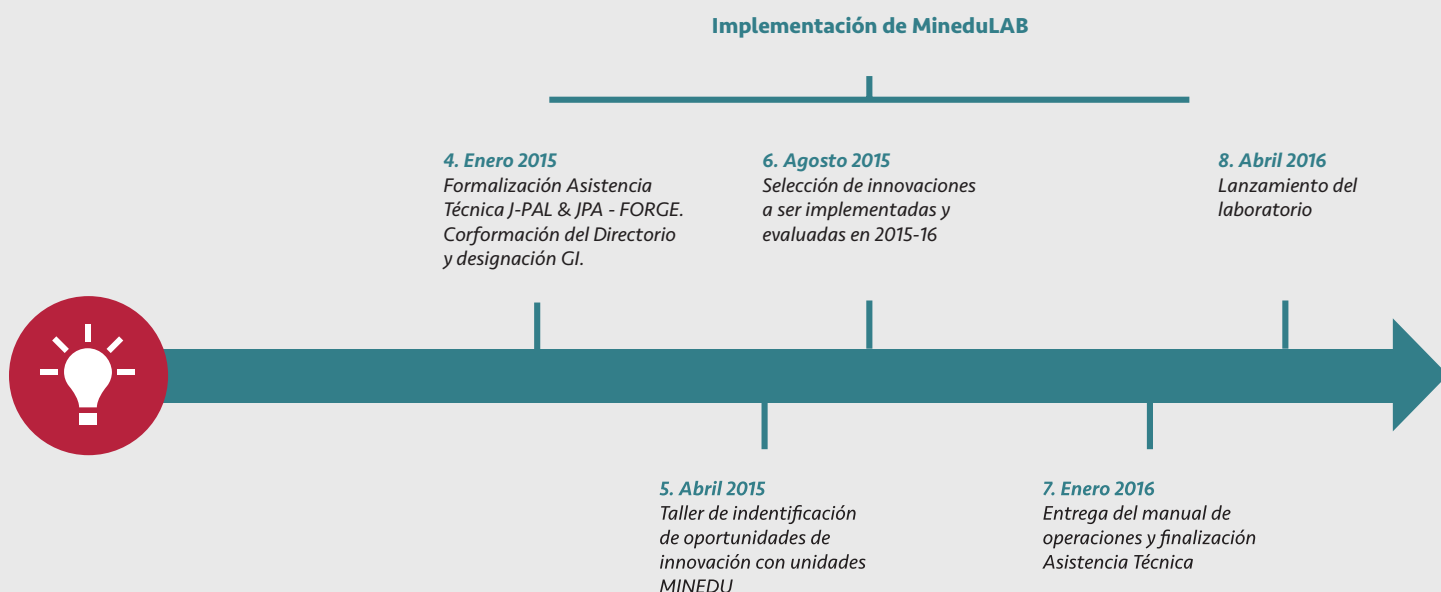 Implementación de MineduLAB
4. Enero 2015
Formalización Asistencia
Técnica J-PAL & JPA - FORGE.
Corformación del Directorio
y designación GI.
6. Agosto 2015
Selección de innovaciones
a ser implementadas y
evaluadas en 2015-16
8. Abril 2016
Lanzamiento del
laboratorio
5. Abril 2015
Taller de indentificación
de oportunidades de
innovación con unidades
MINEDU
7. Enero 2016
Entrega del manual de
operaciones y finalización
Asistencia Técnica